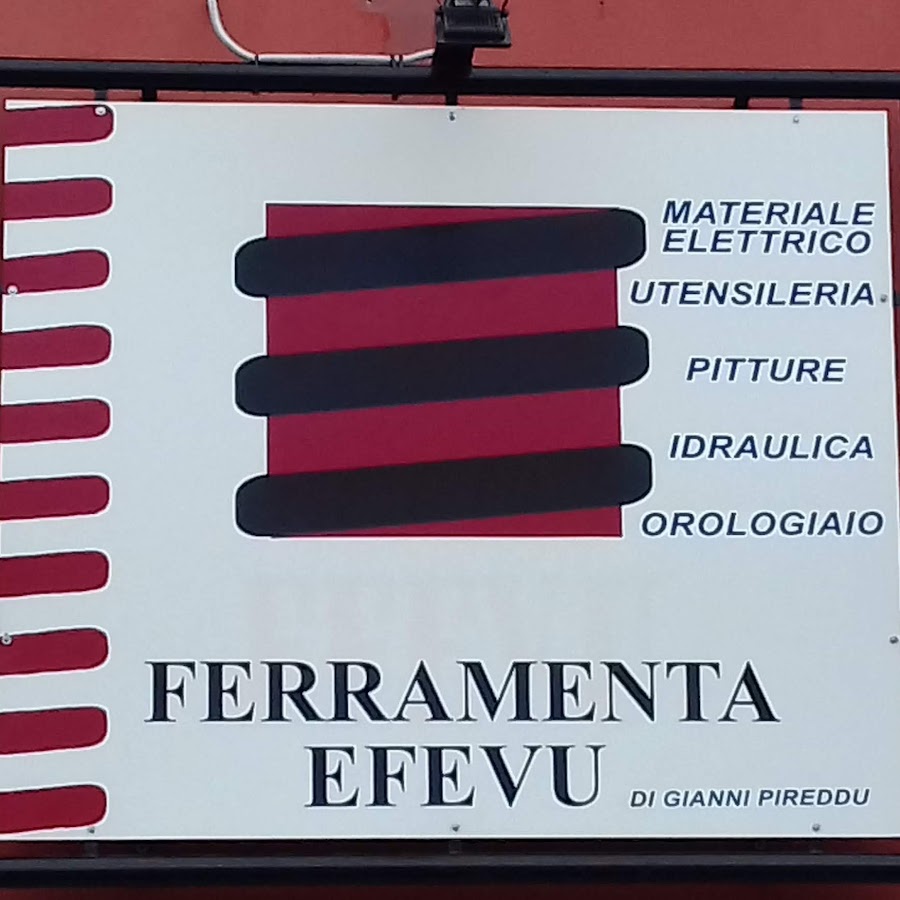 MATERIALE
ELETTRICO
UTENSILERIA
PITTURE
IDRAULICA
OROLOGIAIO
FERRAMENTA
EFEVU
DI GIANNI PIREDDU